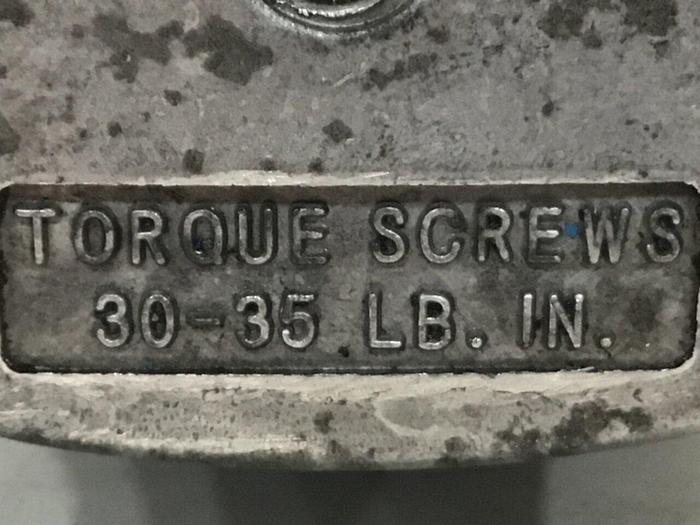 TORQUE SCREWS
30-35 LB. IN.